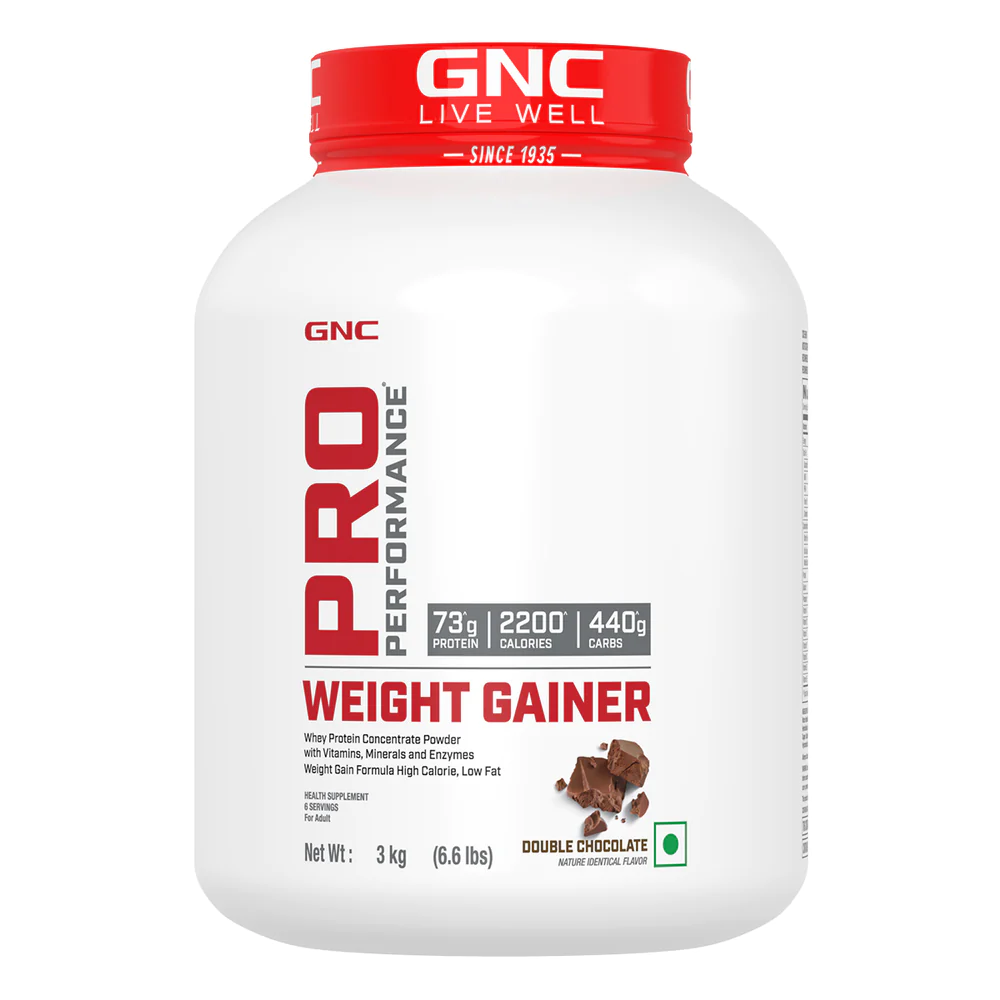 GNC
LIVE WELL
— SINCE 1935 —
GNC
PRO
PERFORMANCE®
73^g | 2200^ | 440^g
PROTEIN CALORIES CARBS
WEIGHT GAINER
Whey Protein Concentrate Powder
with Vitamins, Minerals and Enzymes
Weight Gain Formula High Calorie, Low Fat
HEALTH SUPPLEMENT
6 SERVINGS
For Adult
Net Wt : 3 kg (6.6 lbs)
DOUBLE CHOCOLATE
NATURE IDENTICAL FLAVOR